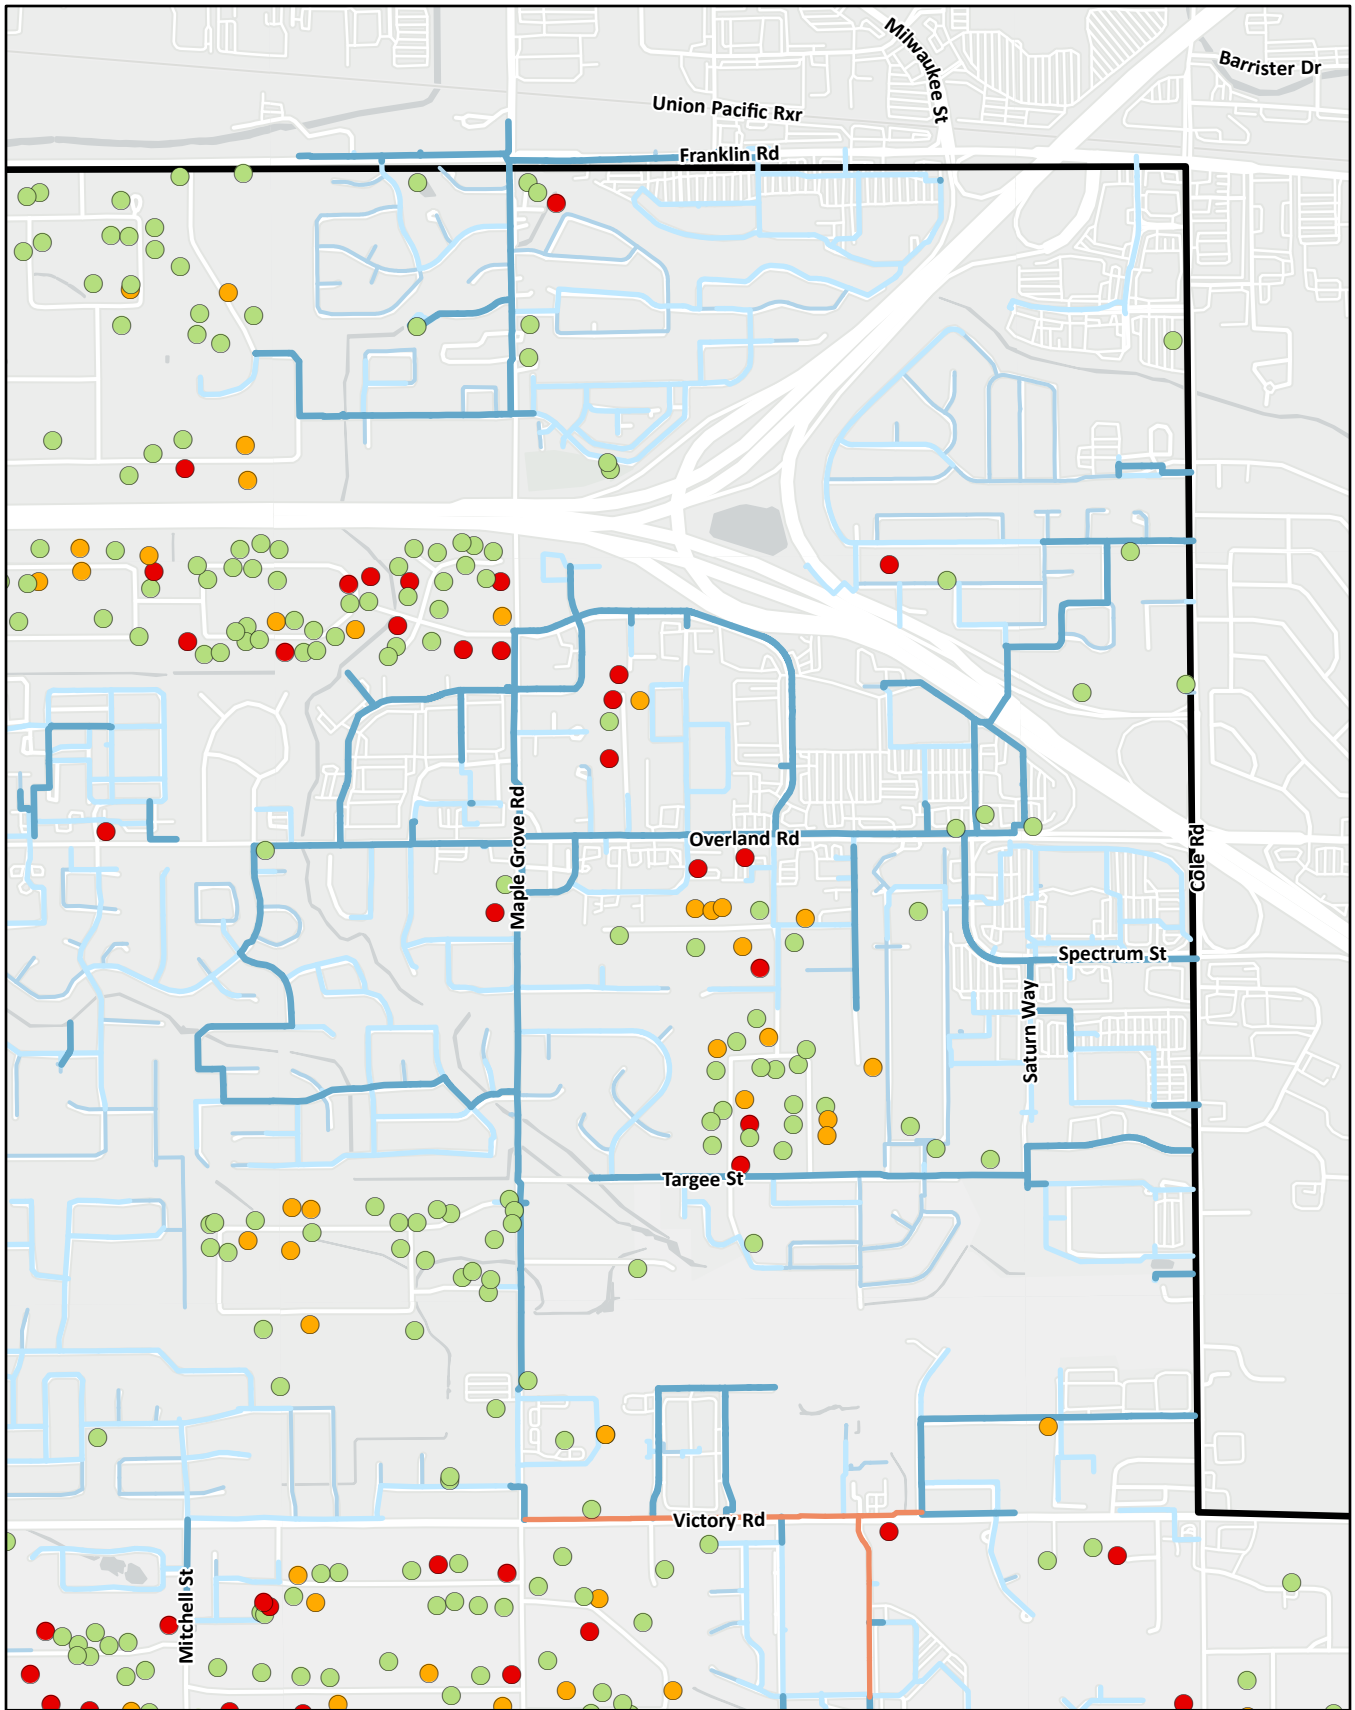 Milwaukee St
Barrister Dr
Union Pacific Rxr
Franklin Rd
Maple Grove Rd
Overland Rd
Cole Rd
Spectrum St
Saturn Way
Targee St
Victory Rd
Mitchell St